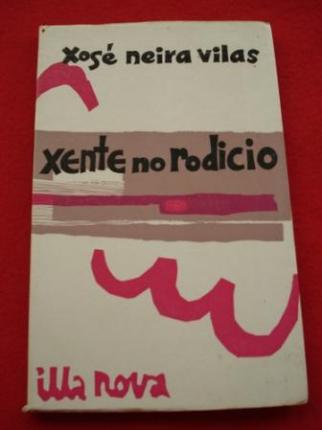 xosé neira vilas
xente no rodicio
illa nova